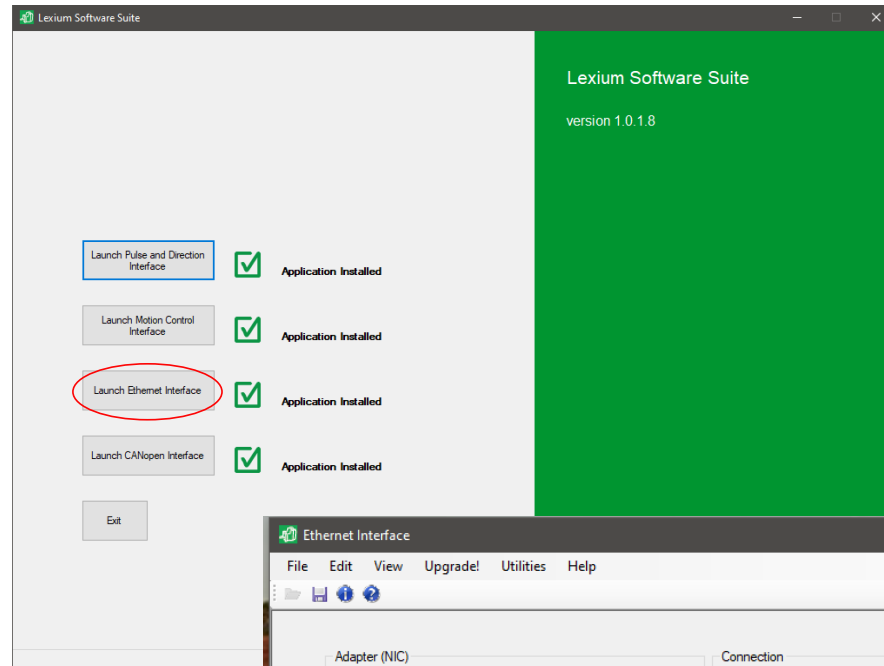 Lexium Software Suite
Lexium Software Suite
version 1.0.1.8
Launch Pulse and Direction
Interface
Application Installed
Launch Motion Control
Interface
Application Installed
Launch Ethernet Interface
Application Installed
Launch CANopen Interface
Application Installed
Exit
Ethernet Interface
File Edit View Upgrade! Utilities Help
Adapter (NIC)
Connection